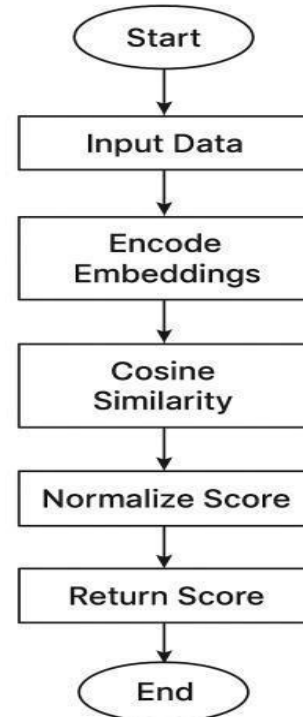 Start
Input Data
Encode
Embeddings
Cosine
Similarity
Normalize Score
Return Score
End